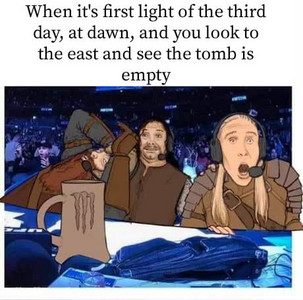 When it's first light of the third
day, at dawn, and you look to
the east and see the tomb is
empty